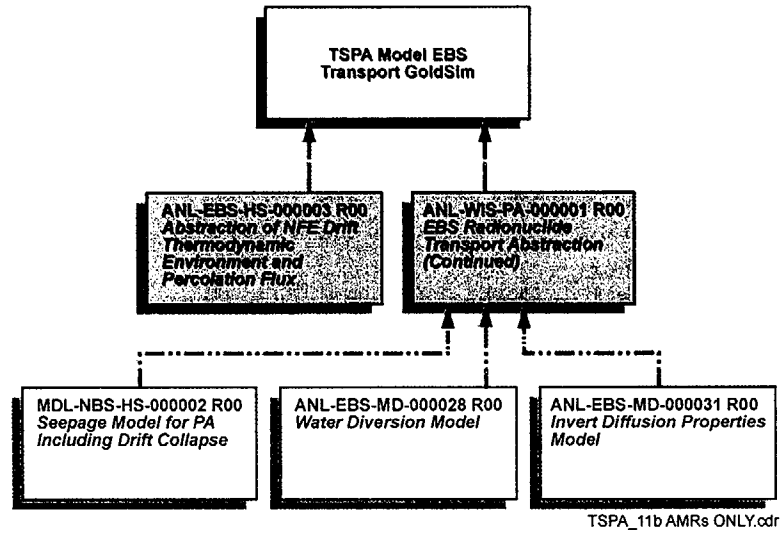 TSPA Model EBS
Transport GoldSim
ANL-EBS-HS-000003 R00
Abstraction of NFE Drift
Thermodynamic
Environment and
Percolation Flux
ANL-WIS-PA-000001 R00
EBS Radionuclide
Transport Abstraction
(Continued)
MDL-NBS-HS-000002 R00
Seepage Model for PA
Including Drift Collapse
ANL-EBS-MD-000028 R00
Water Diversion Model
ANL-EBS-MD-000031 R00
Invert Diffusion Properties
Model
TSPA_11b AMRs ONLY.cdr